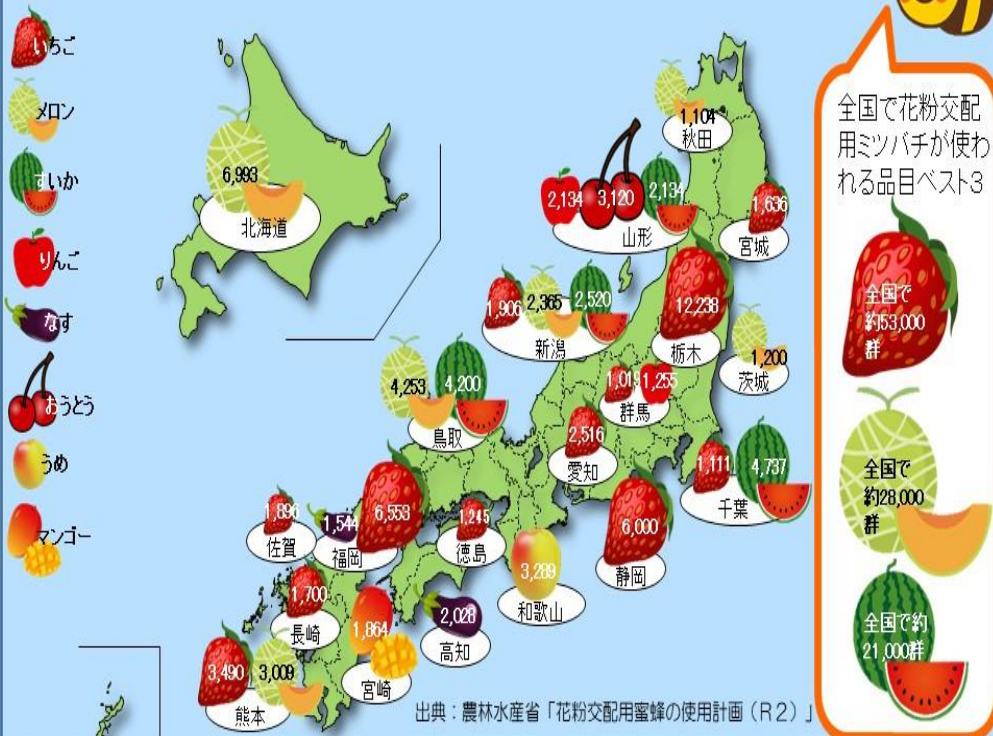 いちご
メロン
すいか
りんご
なす
おうとう
うめ
マンゴー
6,993
北海道
1,104
秋田
2,134
3,120
2,134
山形
1,636
宮城
1,906
2,365
2,520
新潟
12,238
栃木
1,200
茨城
1,019
1,255
群馬
4,253
4,200
鳥取
2,516
愛知
1,111
4,737
千葉
1,896
佐賀
1,544
6,553
福岡
1,245
徳島
6,000
静岡
3,289
和歌山
1,700
長崎
1,864
宮崎
2,028
高知
3,490
3,009
熊本
出典:農林水産省「花粉交配用蜜蜂の使用計画(R2)」
全国で花粉交配
用ミツバチが使わ
れる品目ベスト3
全国で
約53,000
群
全国で
約28,000
群
全国で約
21,000群